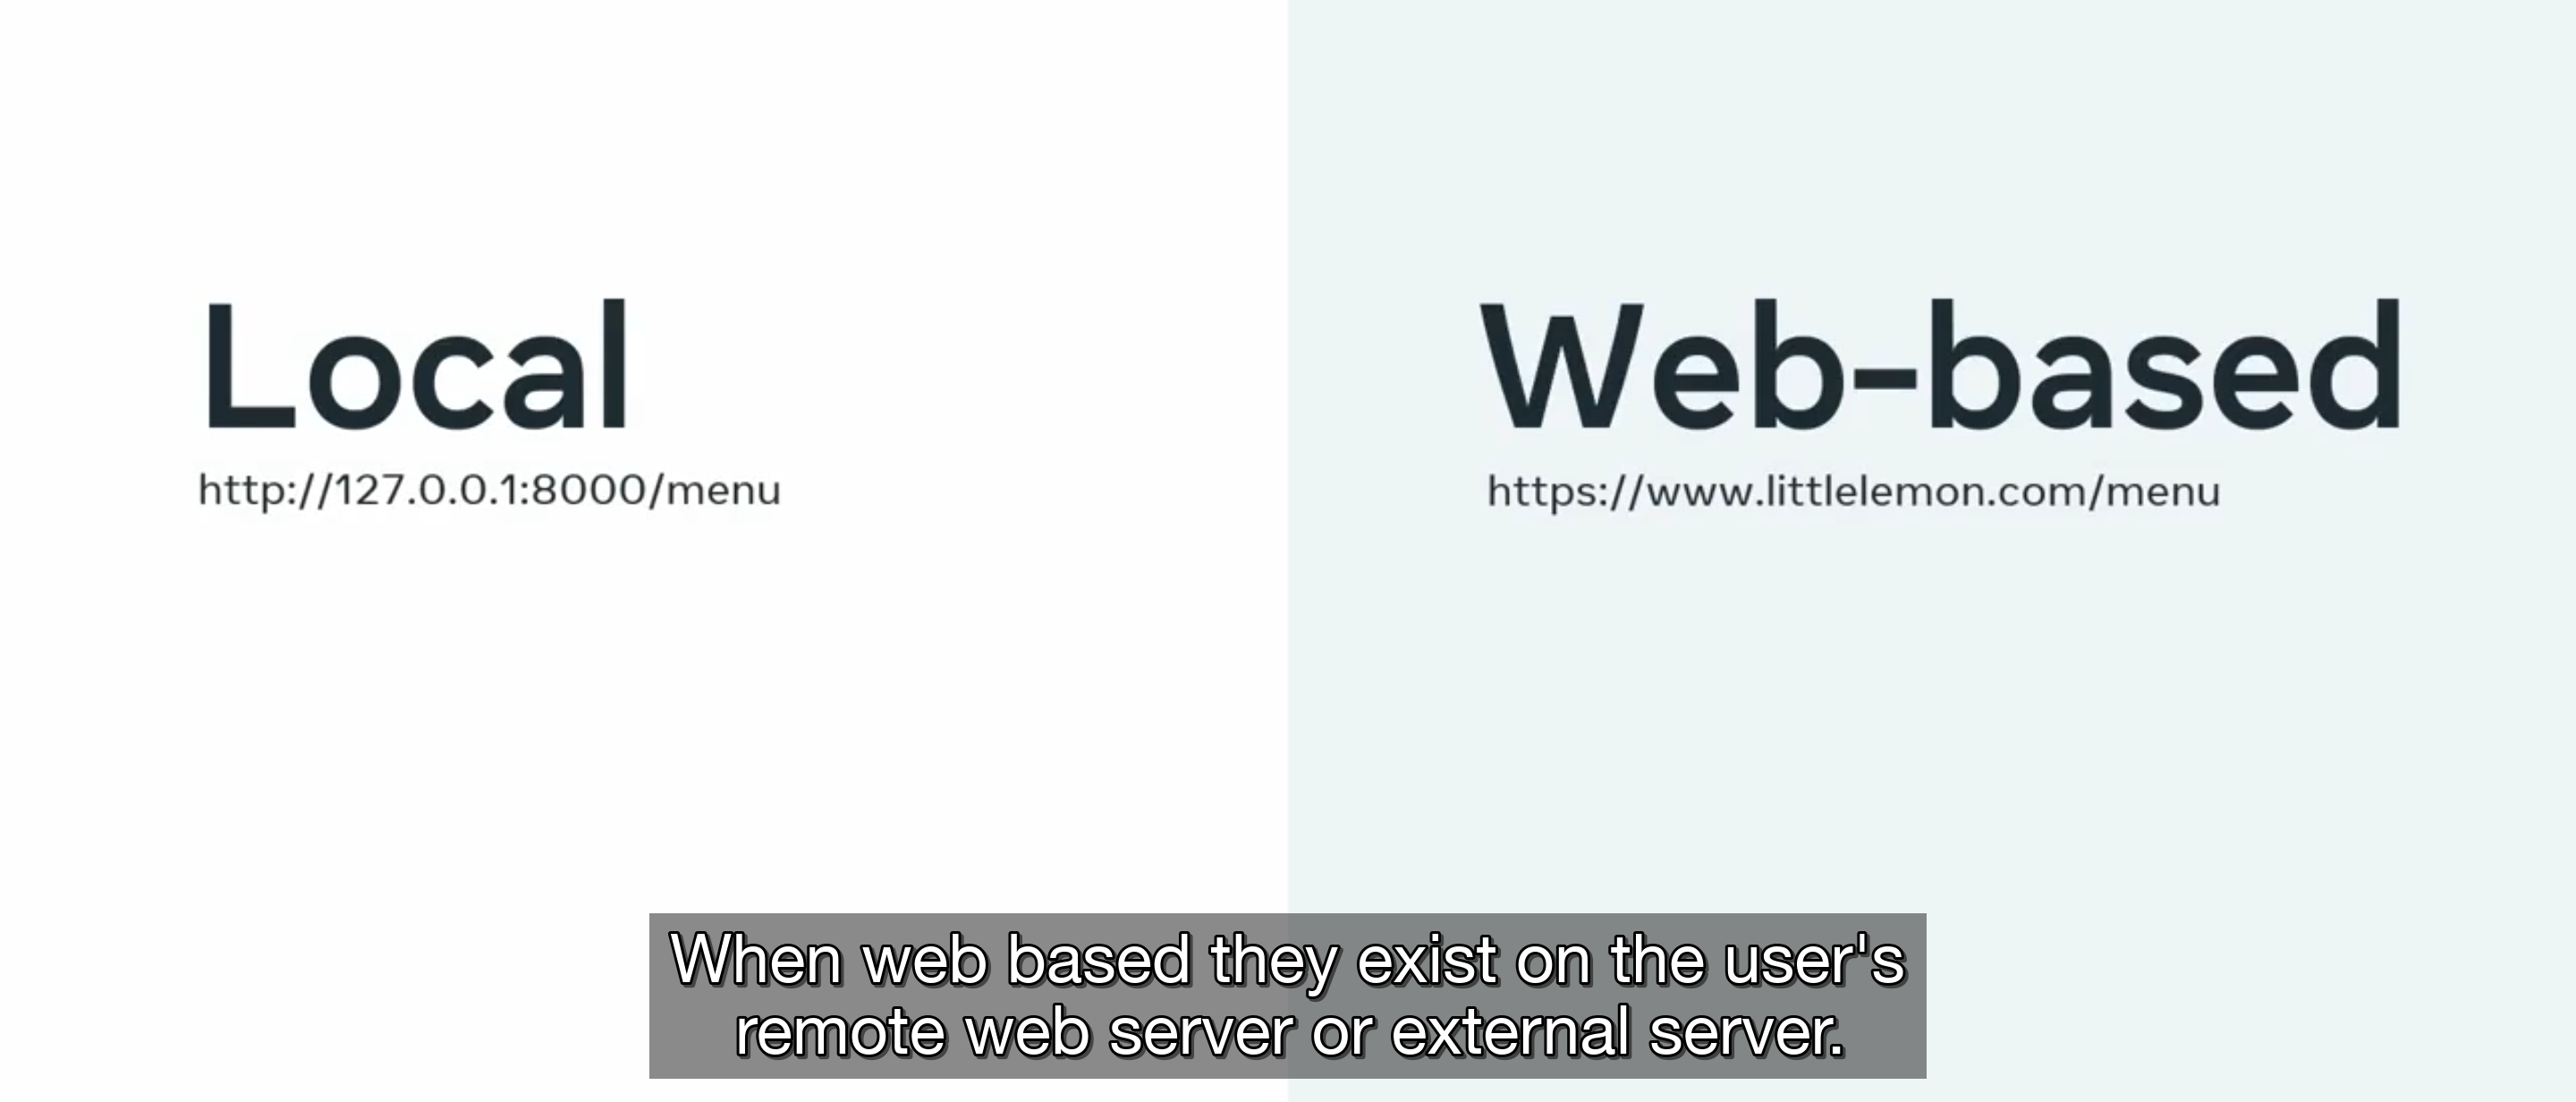 Local
http://127.0.0.1:8000/menu
Web-based
https://www.littlelemon.com/menu
When web based they exist on the user's
remote web server or external server.